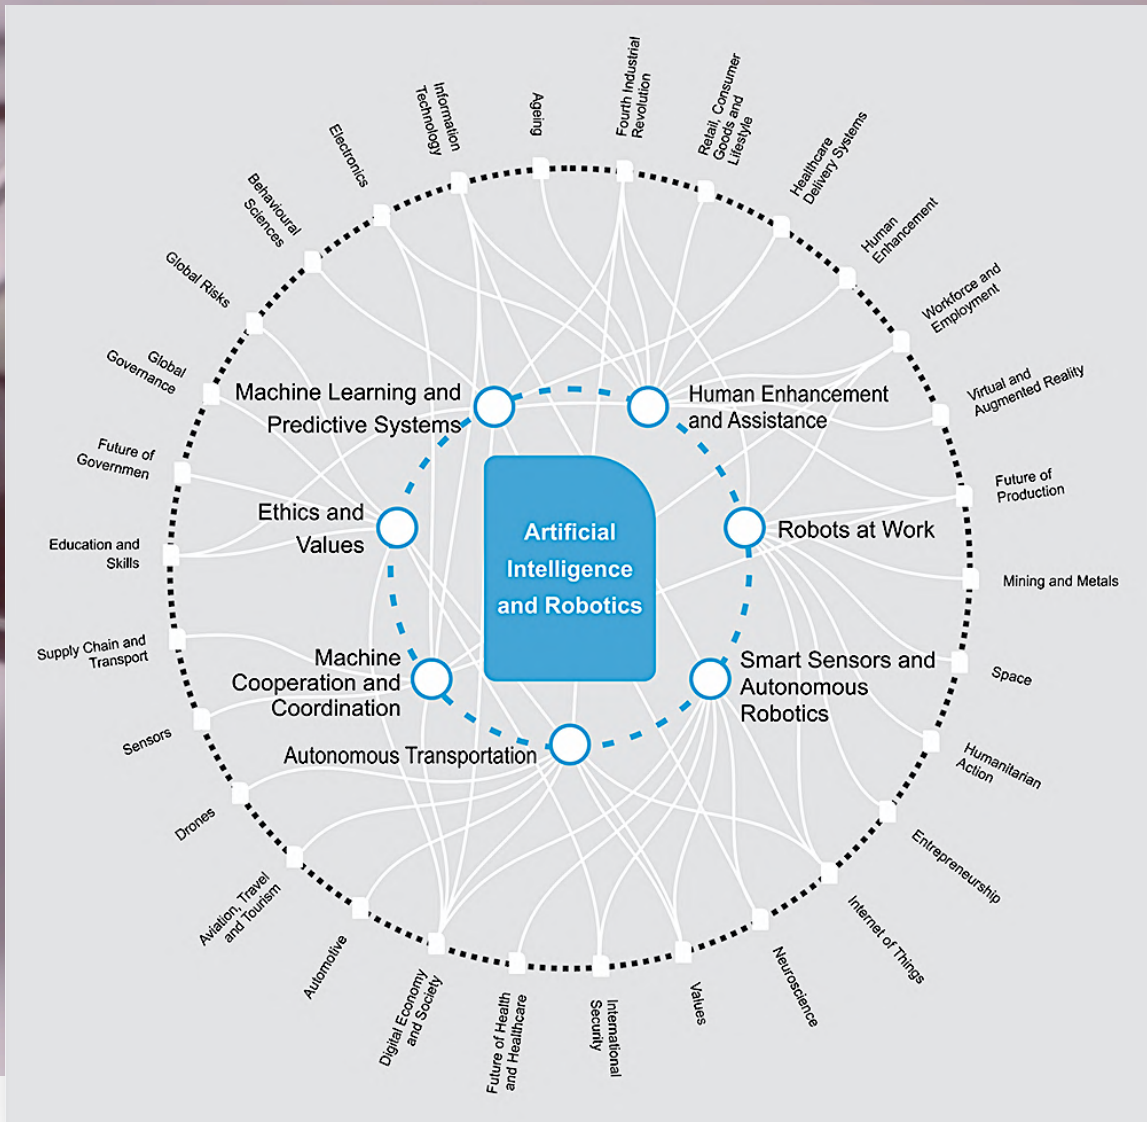 Artificial
Intelligence
and Robotics
Machine Learning and
Predictive Systems
Human Enhancement
and Assistance
Ethics and
Values
Robots at Work
Machine
Cooperation and
Coordination
Smart Sensors and
Autonomous
Robotics
Autonomous Transportation
Ageing
Fourth Industrial
Revolution
Retail, Consumer
Goods and
Lifestyle
Healthcare
Delivery Systems
Human
Enhancement
Workforce and
Employment
Virtual and
Augmented Reality
Future of
Production
Mining and Metals
Space
Humanitarian
Action
Entrepreneurship
Internet of Things
Neuroscience
Values
International
Security
Future of Health
and Healthcare
Digital Economy
and Society
Automotive
Aviation, Travel
and Tourism
Drones
Sensors
Supply Chain and
Transport
Education and
Skills
Future of
Governmen
Global
Governance
Global Risks
Behavioural
Sciences
Electronics
Information
Technology